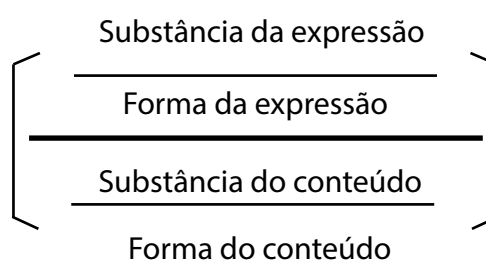 Substância da expressão
Forma da expressão
Substância do conteúdo
Forma do conteúdo